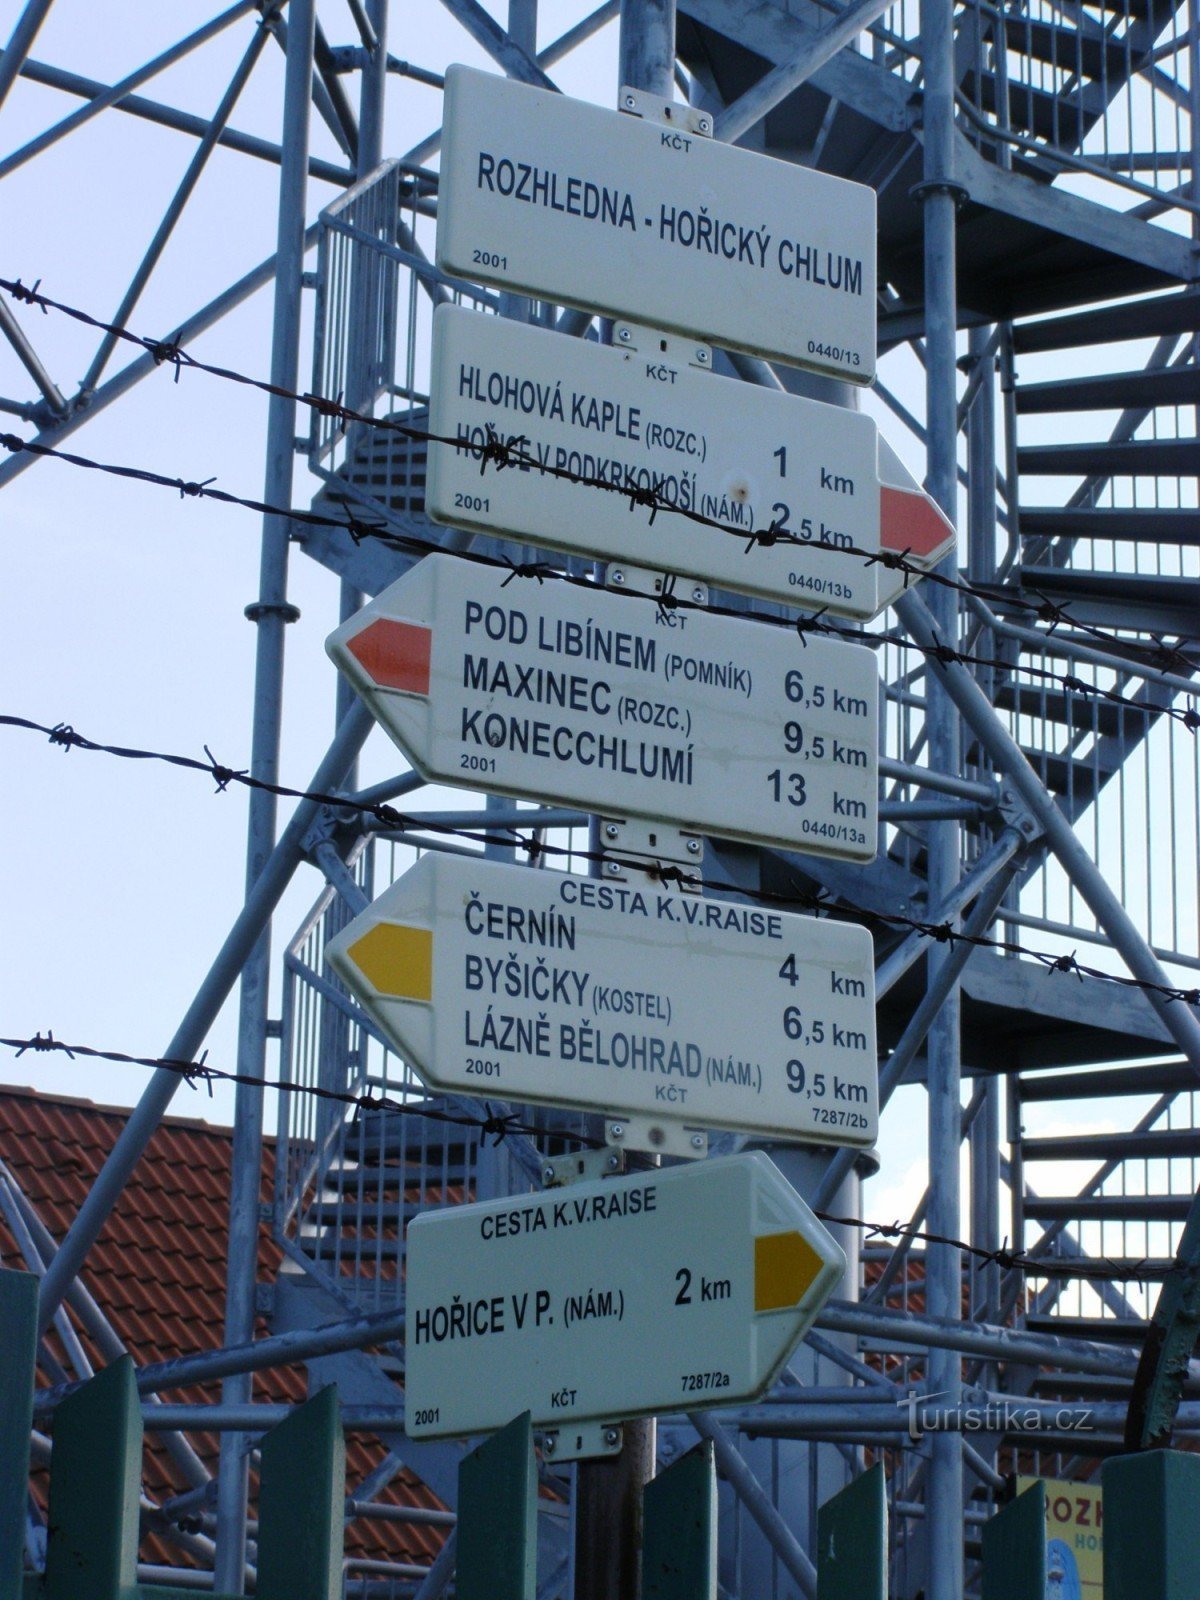 KČT
ROZHLEDNA - HOŘICKÝ CHLUM
2001
0440/13
KČT
HLOHOVÁ KAPLE (ROZC.) 1 km
HOŘICE V PODKRKONOŠÍ (NÁM.) 2,5 km
2001
0440/13b
KČT
POD LIBÍNEM (POMNÍK) 6,5 km
MAXINEC (ROZC.) 9,5 km
KONECCHLUMÍ 13 km
2001
0440/13a
CESTA K.V.RAISE
ČERNÍN 4 km
BYŠIČKY (KOSTEL) 6,5 km
LÁZNĚ BĚLOHRAD (NÁM.) 9,5 km
2001
KČT
7287/2b
CESTA K.V.RAISE
HOŘICE V P. (NÁM.) 2 km
7287/2a
KČT
2001
Turistika.cz